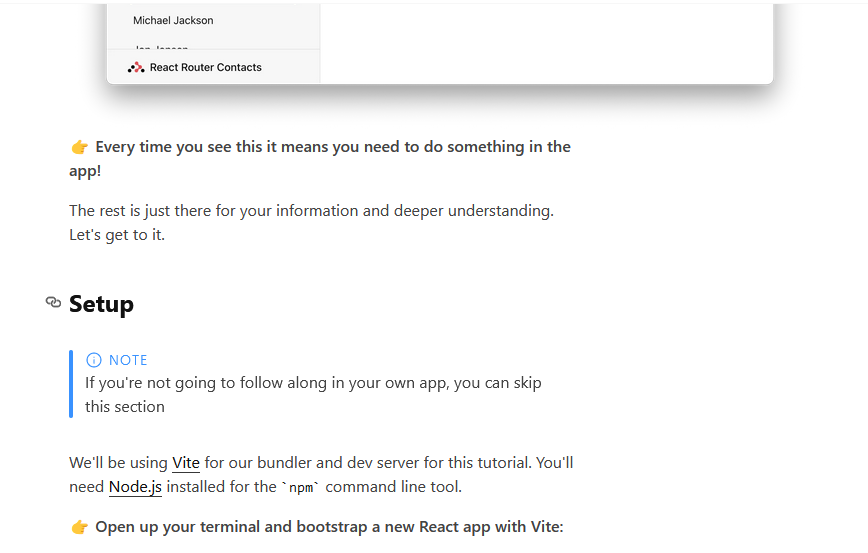 Michael Jackson
React Router Contacts
👉 Every time you see this it means you need to do something in the
app!
The rest is just there for your information and deeper understanding.
Let's get to it.
Setup
NOTE
If you're not going to follow along in your own app, you can skip
this section
We'll be using Vite for our bundler and dev server for this tutorial. You'll
need Node.js installed for the `npm` command line tool.
👉 Open up your terminal and bootstrap a new React app with Vite: